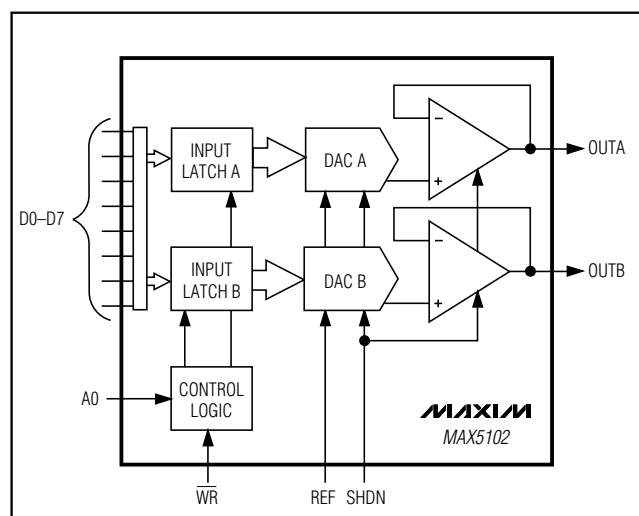 D0–D7
INPUT
LATCH A
DAC A
−
+
OUTA
INPUT
LATCH B
DAC B
−
+
OUTB
A0
CONTROL
LOGIC
MAXIM
MAX5102
WR
REF
SHDN